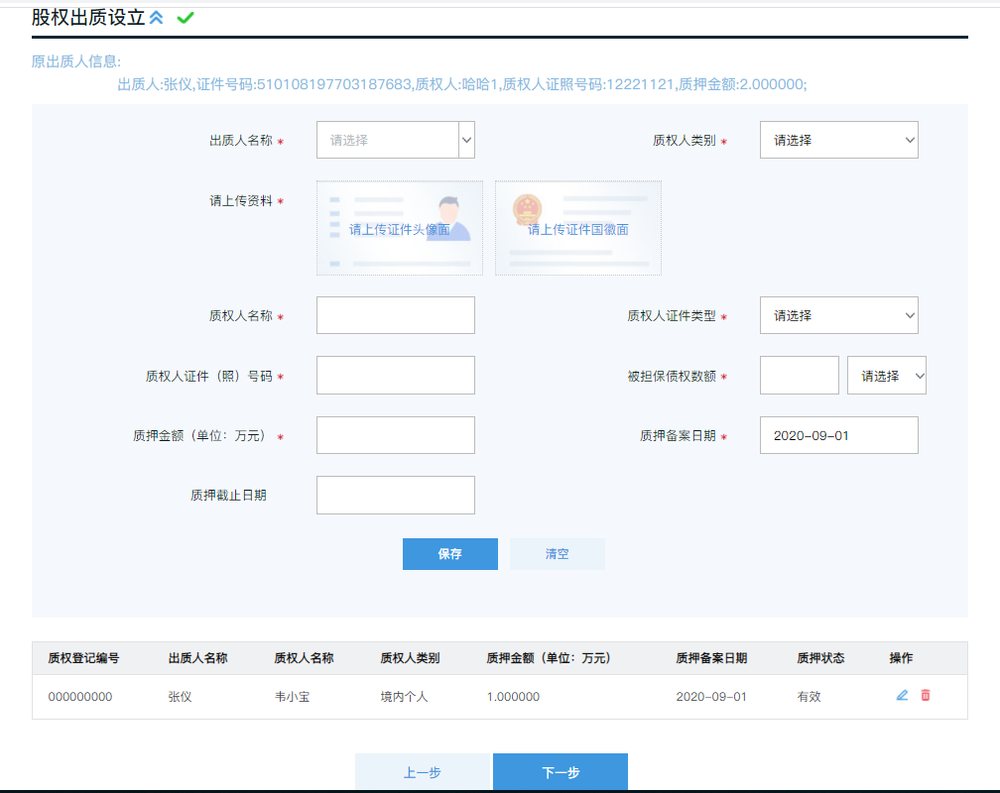 股权出质设立
原出质人信息:
出质人:张仪,证件号码:510108197703187683,质权人:哈哈1,质权人证照号码:12221121,质押金额:2.000000;
出质人名称 * 请选择 质权人类别 * 请选择
请上传资料 * 请上传证件头像面 请上传证件国徽面
质权人名称 * 质权人证件类型 * 请选择
质权人证件（照）号码 * 被担保债权数额 * 请选择
质押金额（单位：万元） * 质押备案日期 * 2020-09-01
质押截止日期
保存 清空
质权登记编号 出质人名称 质权人名称 质权人类别 质押金额（单位：万元） 质押备案日期 质押状态 操作
000000000 张仪 韦小宝 境内个人 1.000000 2020-09-01 有效
上一步 下一步